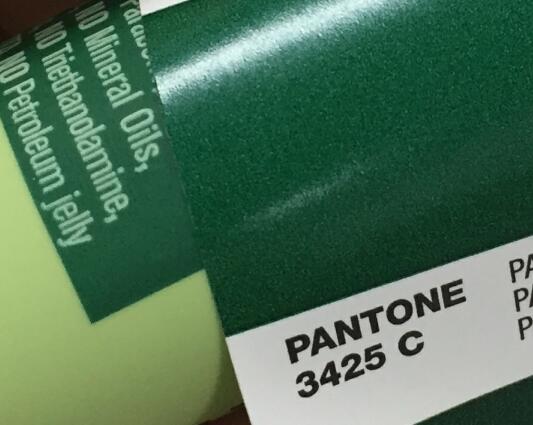 NO Mineral Oils,
NO Triethanolamine,
NO Petroleum jelly
PANTONE
3425 C